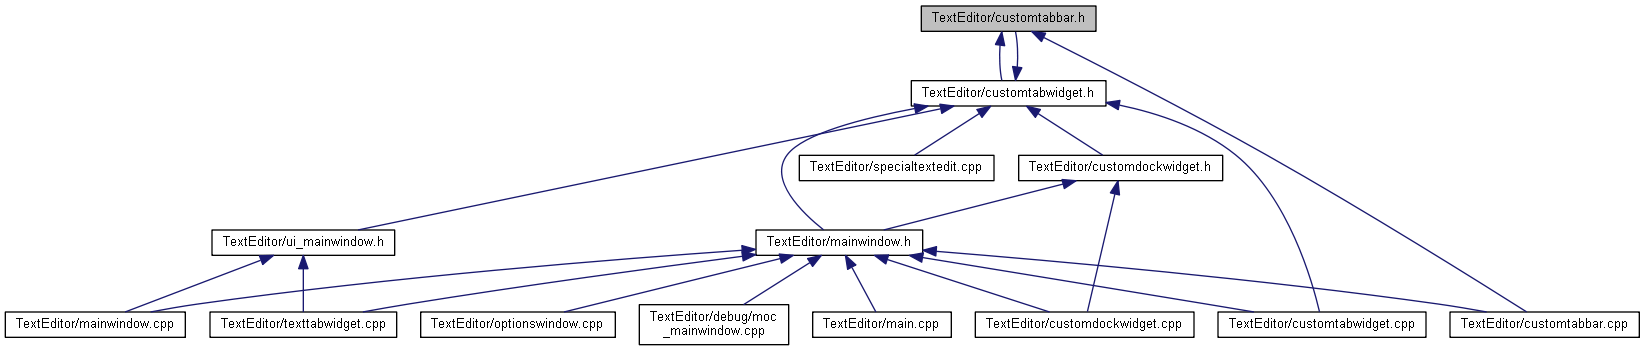 TextEditor/customtabbar.h
TextEditor/customtabwidget.h
TextEditor/specialtextedit.cpp
TextEditor/customdockwidget.h
TextEditor/ui_mainwindow.h
TextEditor/mainwindow.h
TextEditor/mainwindow.cpp
TextEditor/texttabwidget.cpp
TextEditor/optionswindow.cpp
TextEditor/debug/moc
_mainwindow.cpp
TextEditor/main.cpp
TextEditor/customdockwidget.cpp
TextEditor/customtabwidget.cpp
TextEditor/customtabbar.cpp